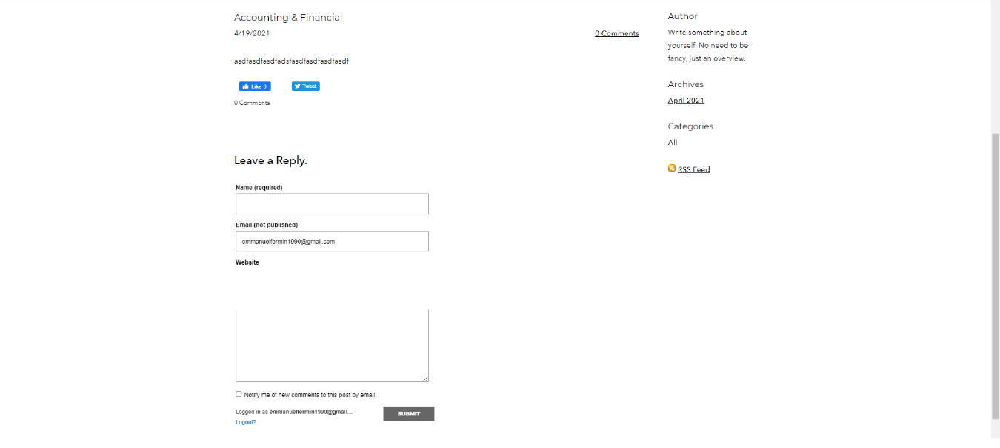 Accounting & Financial
4/19/2021
0 Comments
asdfasdfasdfadsfasdfasdfasdfasdf
Like 0
Tweet
0 Comments
Leave a Reply.
Name (required)
Email (not published)
emmanuelfermin1990@gmail.com
Website
Notify me of new comments to this post by email
Logged in as emmanuelfermin1990@gmail....
Logout?
SUBMIT
Author
Write something about
yourself. No need to be
fancy, just an overview.
Archives
April 2021
Categories
All
RSS Feed